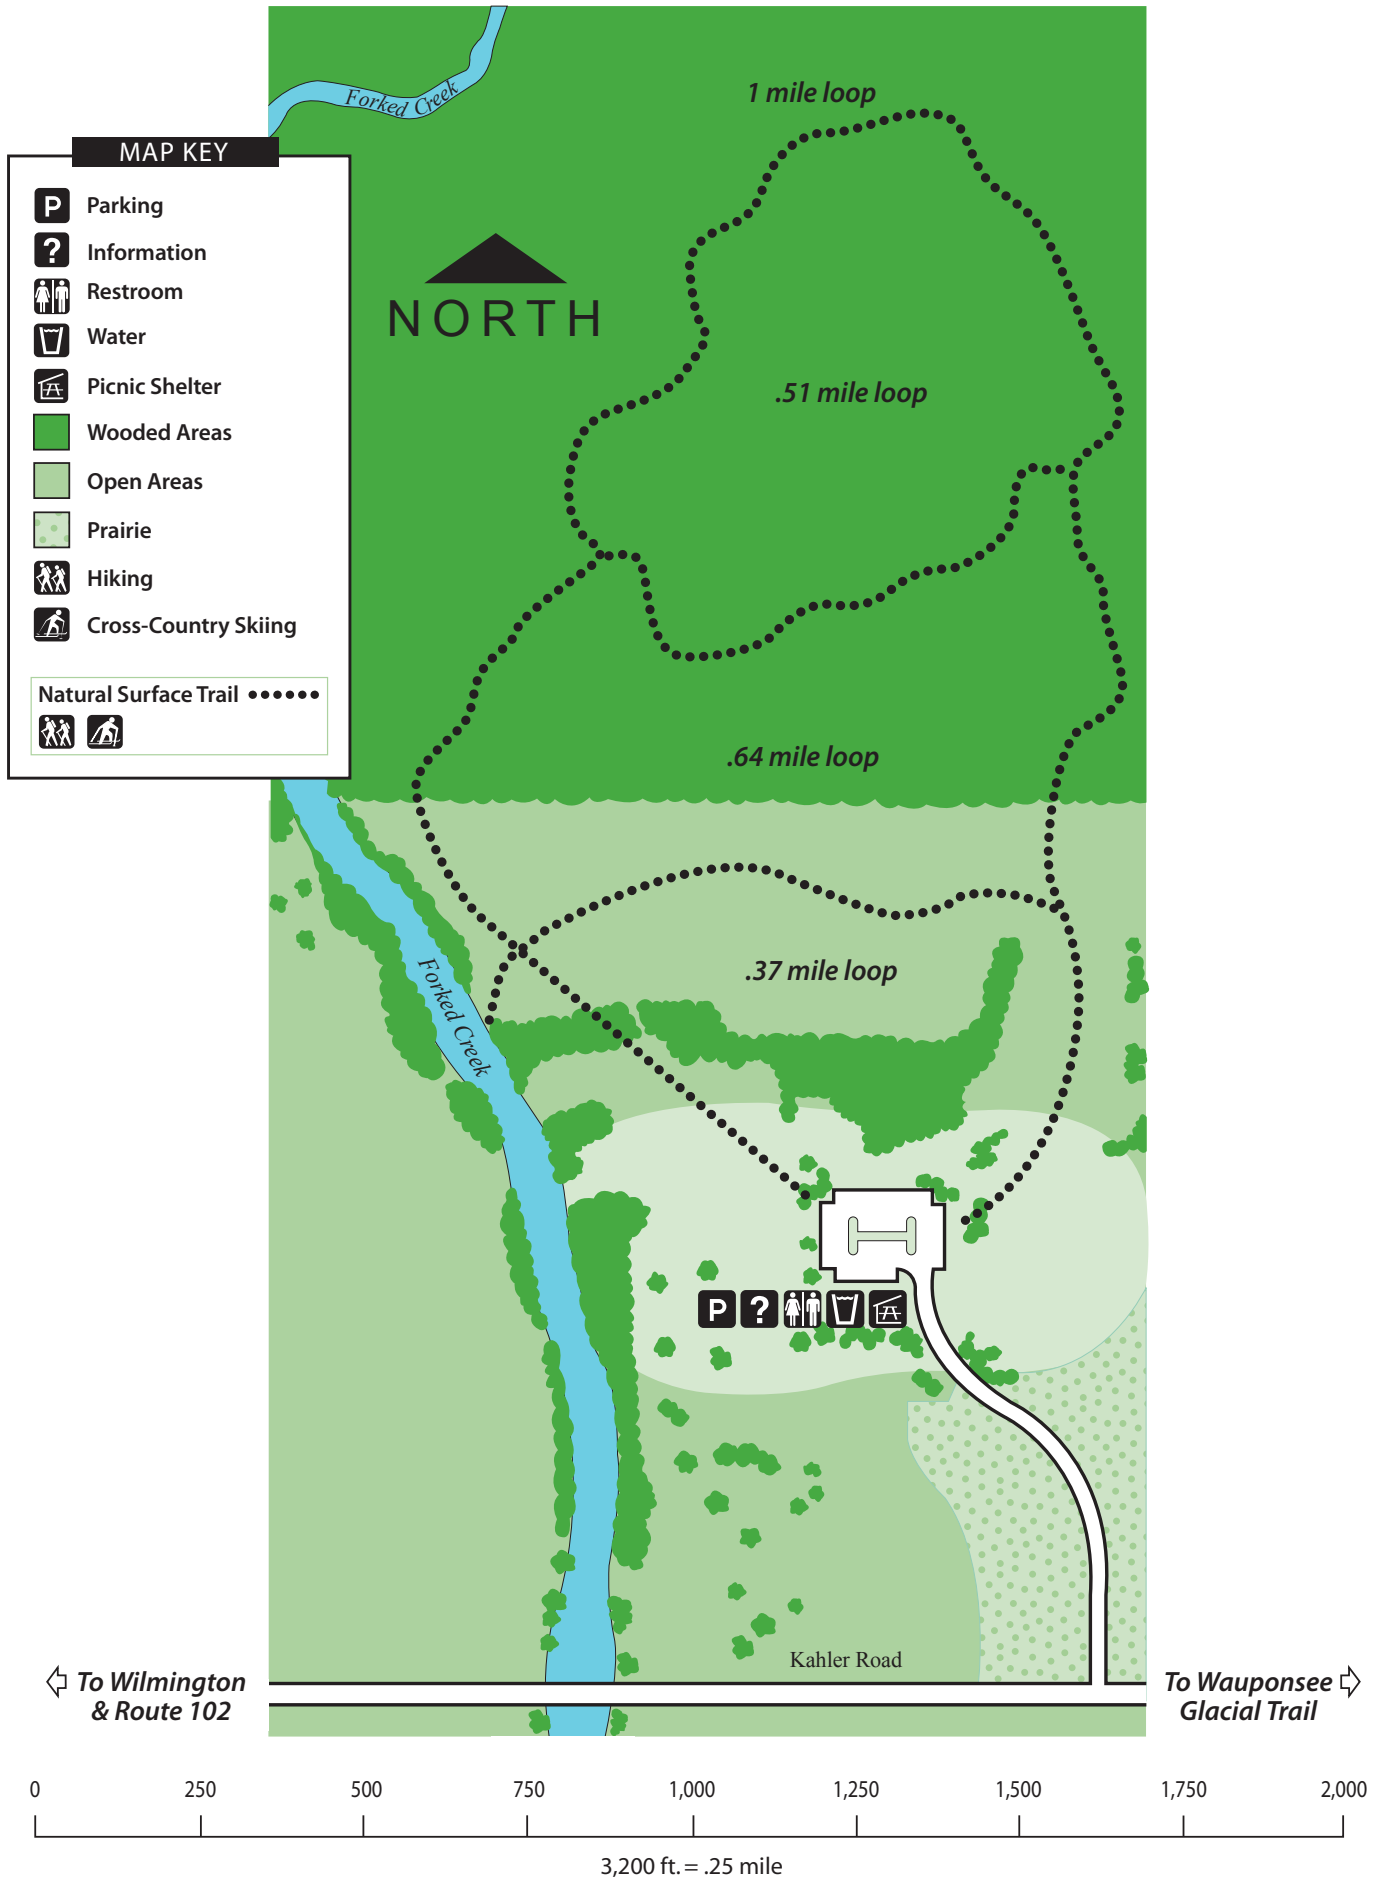 1 mile loop
Forked Creek
MAP KEY
P Parking
? Information
Restroom
Water
Picnic Shelter
Wooded Areas
Open Areas
Prairie
Hiking
Cross-Country Skiing
Natural Surface Trail
NORTH
.51 mile loop
.64 mile loop
.37 mile loop
Forked Creek
P ?
Kahler Road
To Wilmington
& Route 102
To Wauponsee
Glacial Trail
0 250 500 750 1,000 1,250 1,500 1,750 2,000
3,200 ft. = .25 mile